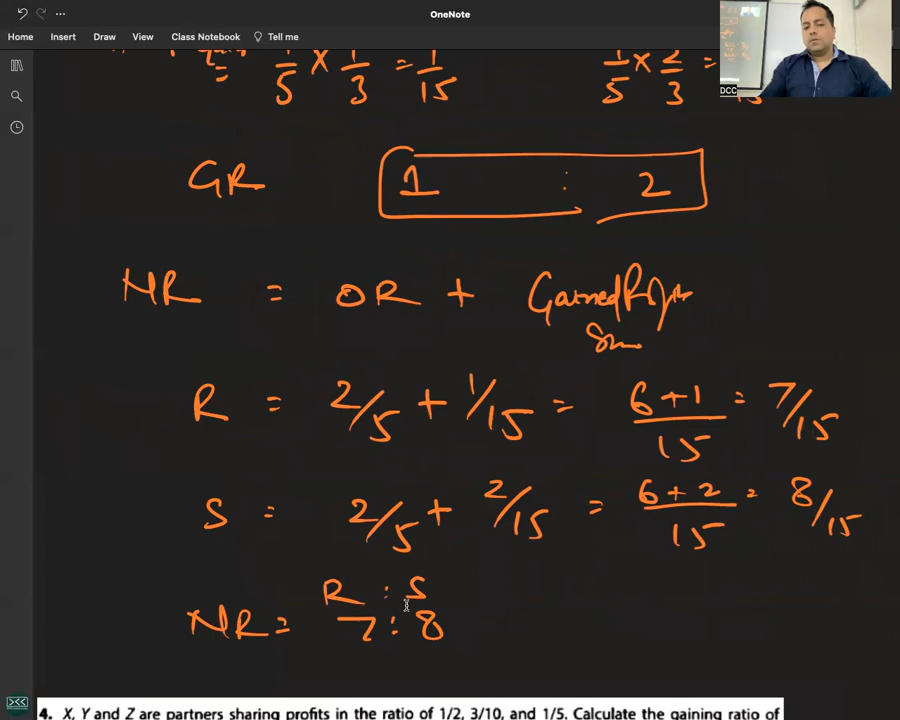 OneNote
Home Insert Draw View Class Notebook Tell me
DCC
1/5 X 1/3 = 1/15 1/5 x 2/3 =
GR 1 : 2
NR = OR + Gained
R = 2/5 + 1/15 = 6+1/15 = 7/15
S = 2/5 + 2/15 = 6+2/15 = 8/15
R : S
NR = 7 : 8
4. X, Y and Z are partners sharing profits in the ratio of 1/2, 3/10, and 1/5. Calculate the gaining ratio of